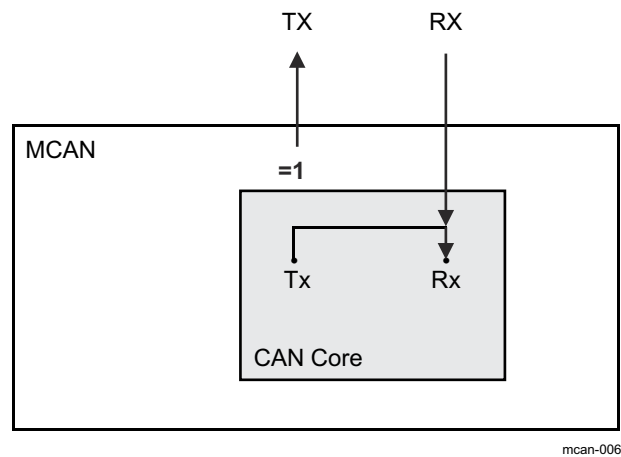 TX RX
MCAN
=1
Tx Rx
CAN Core
mcan-006